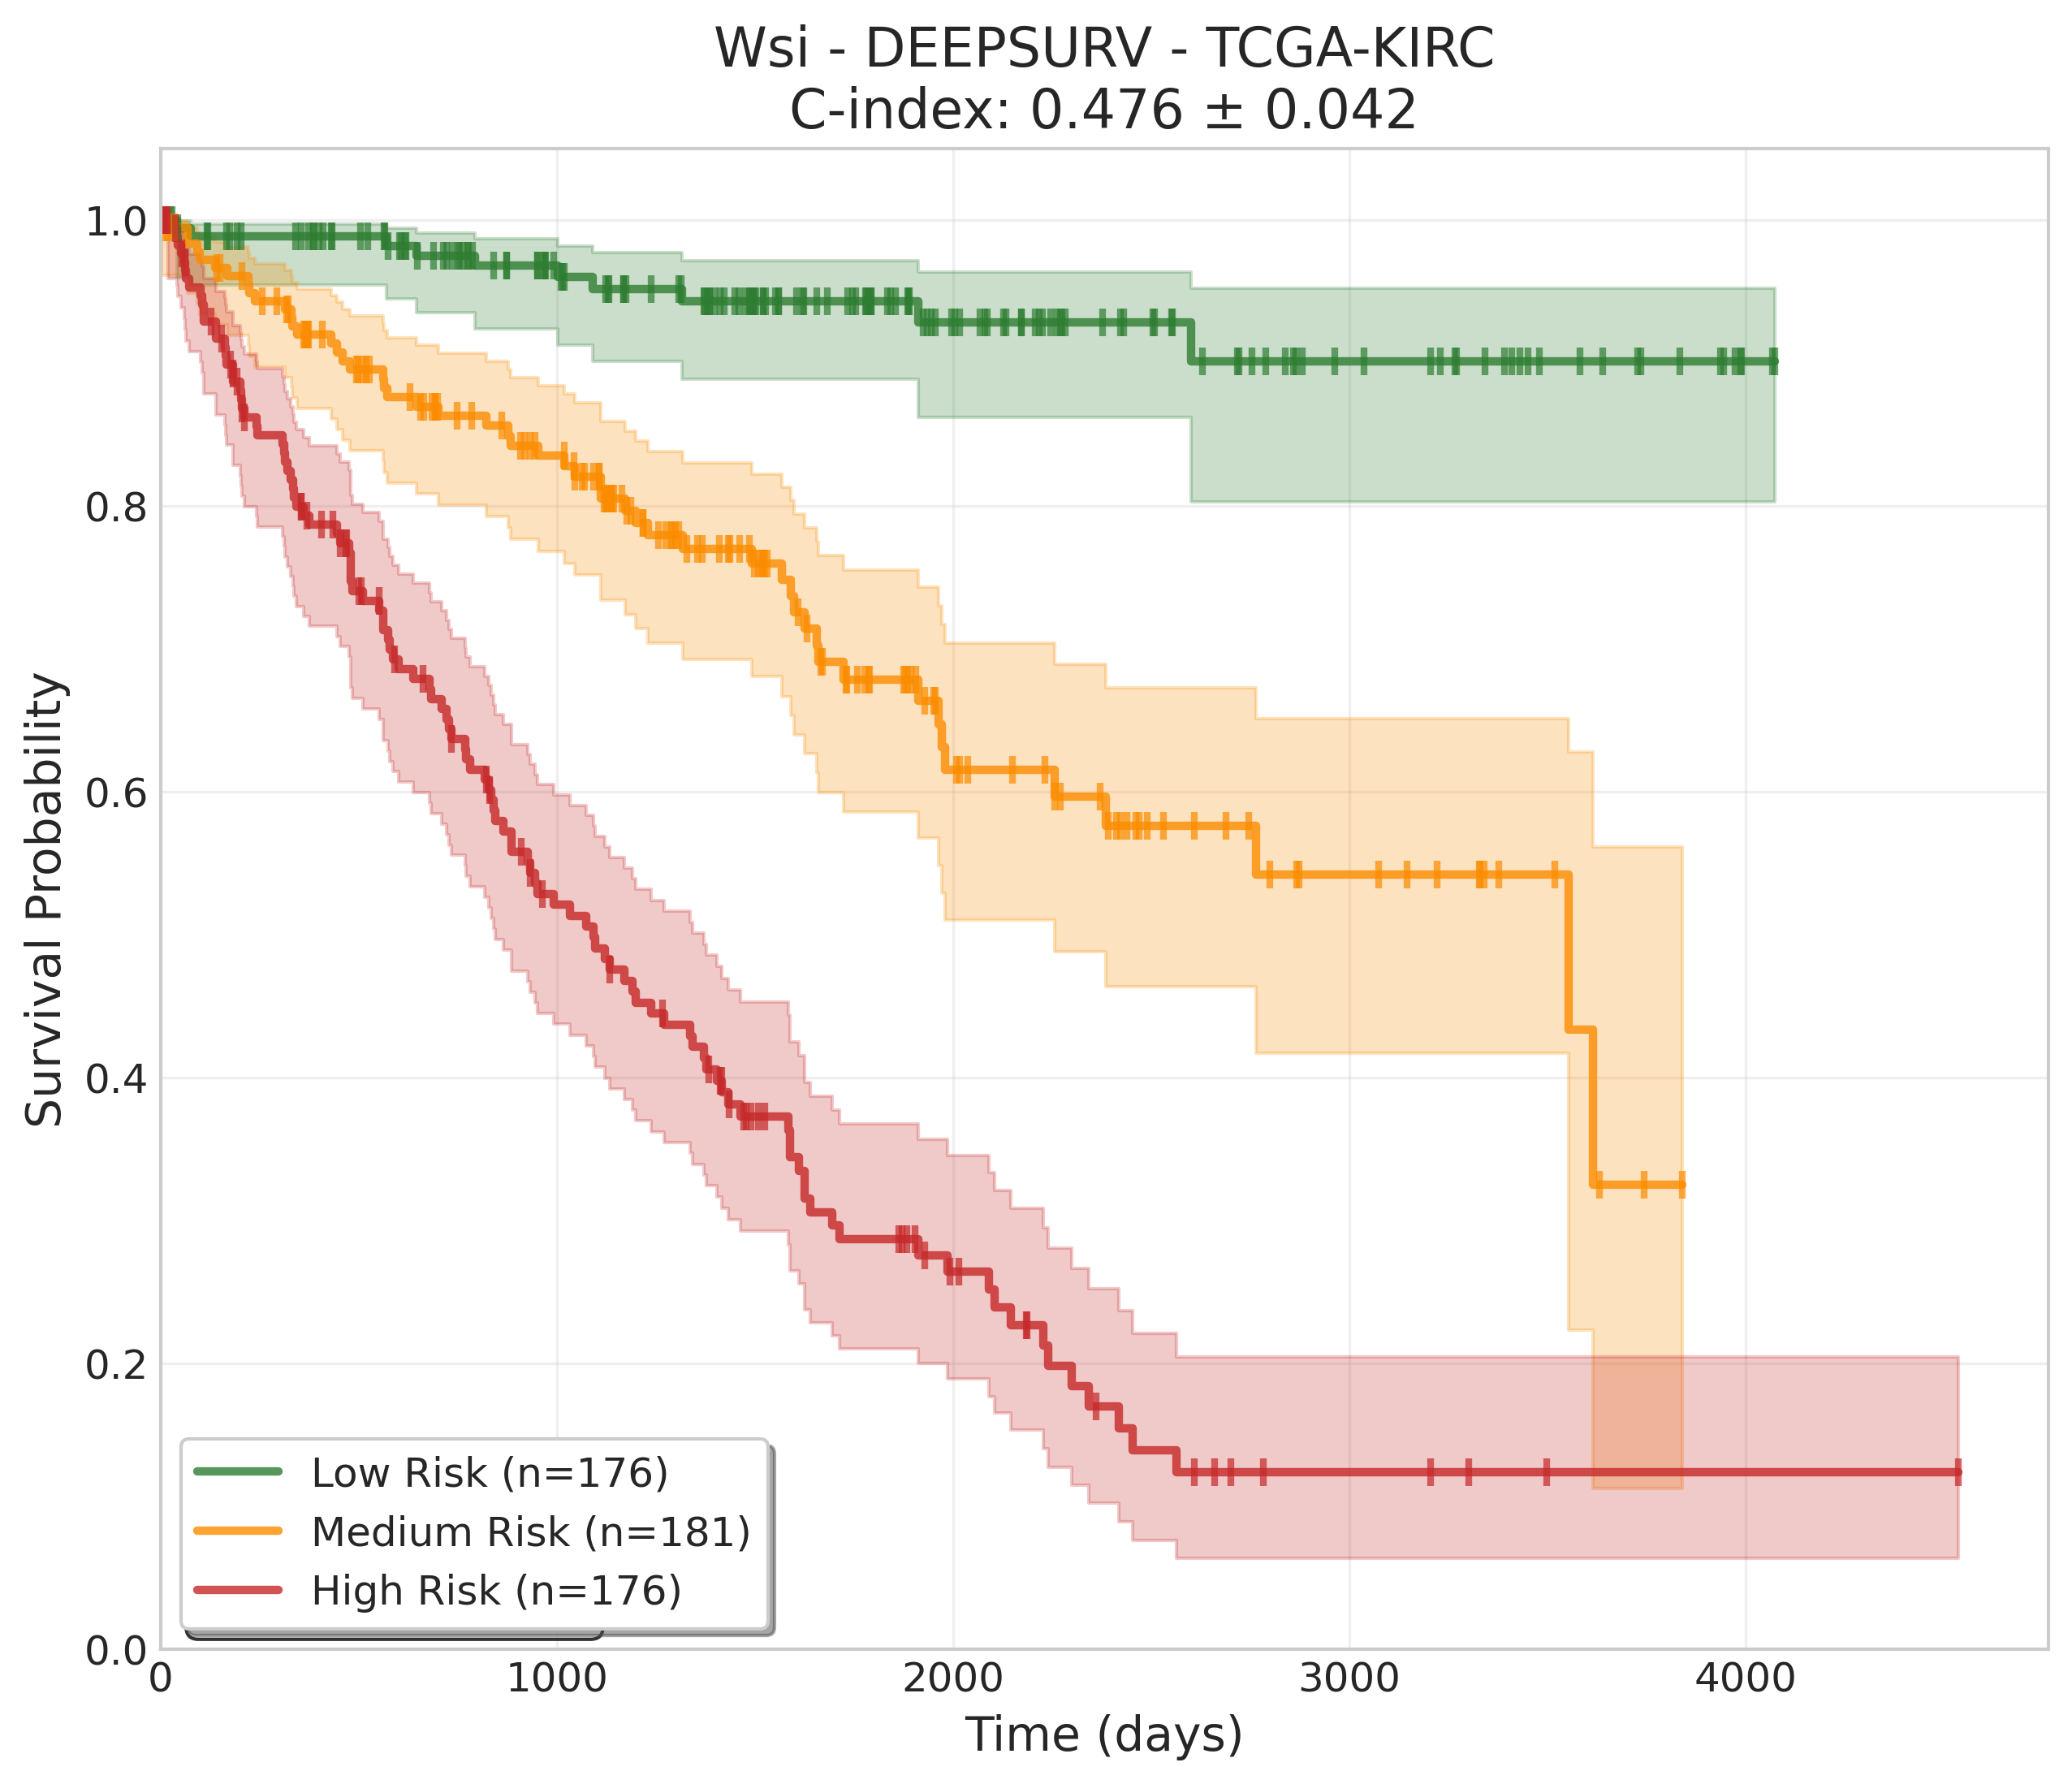 Wsi - DEEPSURV - TCGA-KIRC
C-index: 0.476 ± 0.042
Survival Probability
1.0
0.8
0.6
0.4
0.2
0.0
Low Risk (n=176)
Medium Risk (n=181)
High Risk (n=176)
0 1000 2000 3000 4000
Time (days)